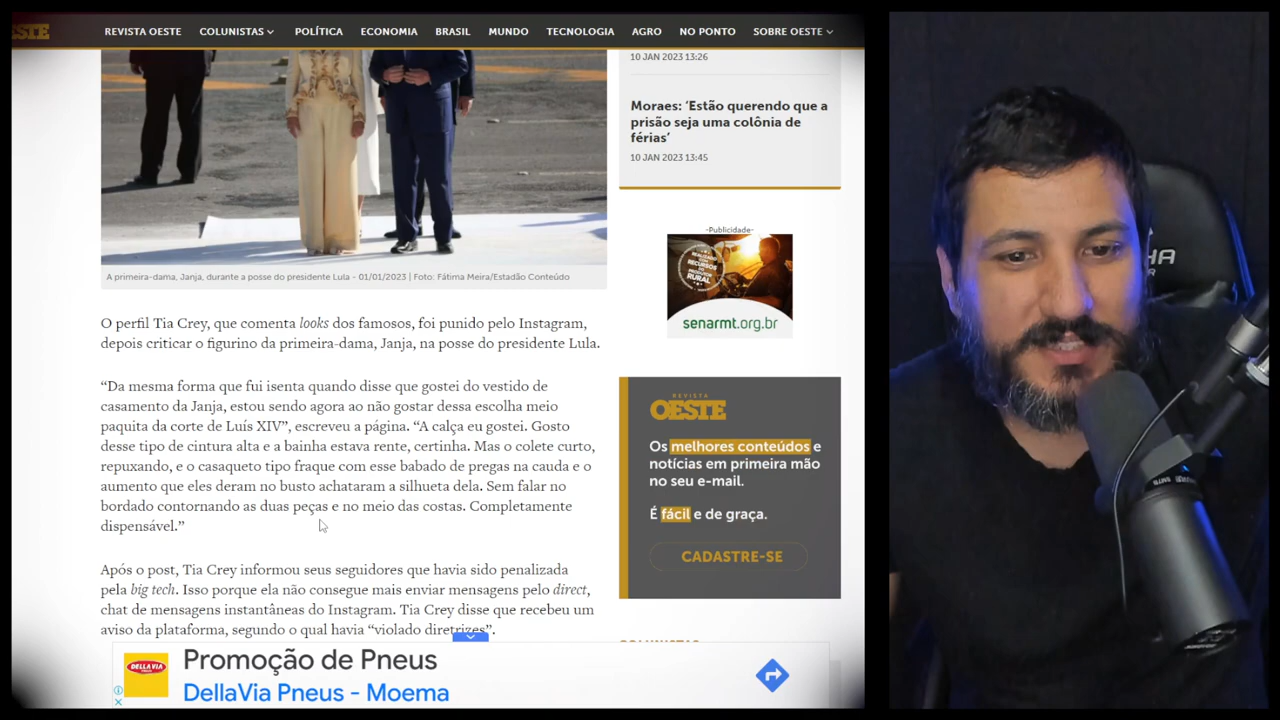 ESTE
REVISTA OESTE
COLUNISTAS
POLÍTICA
ECONOMIA
BRASIL
MUNDO
TECNOLOGIA
AGRO
NO PONTO
SOBRE OESTE
A primeira-dama, Janja, durante a posse do presidente Lula - 01/01/2023 | Foto: Fátima Meira/Estadão Conteúdo
O perfil Tia Crey, que comenta looks dos famosos, foi punido pelo Instagram,
depois criticar o figurino da primeira-dama, Janja, na posse do presidente Lula.
“Da mesma forma que fui isenta quando disse que gostei do vestido de
casamento da Janja, estou sendo agora ao não gostar dessa escolha meio
paquita da corte de Luís XIV”, escreveu a página. “A calça eu gostei. Gosto
desse tipo de cintura alta e a bainha estava rente, certinha. Mas o colete curto,
repuxando, e o casaqueto tipo fraque com esse babado de pregas na cauda e o
aumento que eles deram no busto achataram a silhueta dela. Sem falar no
bordado contornando as duas peças e no meio das costas. Completamente
dispensável.”
Após o post, Tia Crey informou seus seguidores que havia sido penalizada
pela big tech. Isso porque ela não consegue mais enviar mensagens pelo direct,
chat de mensagens instantâneas do Instagram. Tia Crey disse que recebeu um
aviso da plataforma, segundo o qual havia “violado diretrizes”.
10 JAN 2023 13:26
Moraes: ‘Estão querendo que a
prisão seja uma colônia de
férias’
10 JAN 2023 13:45
-Publicidade-
senarmt.org.br
REVISTA
OESTE
Os melhores conteúdos e
notícias em primeira mão
no seu e-mail.
É fácil e de graça.
CADASTRE-SE
COLUNISTAS
DELLAVIA
PNEUS
Promoção de Pneus
DellaVia Pneus - Moema